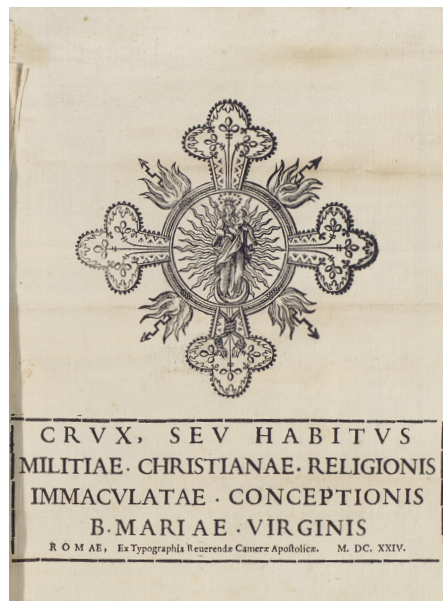 CRVX, SEV HABITVS
MILITIAE · CHRISTIANAE · RELIGIONIS
IMMACVLATAE · CONCEPTIONIS
B · MARIAE · VIRGINIS
ROMAE, Ex Typographia Reuerendæ Cameræ Apoſtolicæ. M. DC. XXIV.